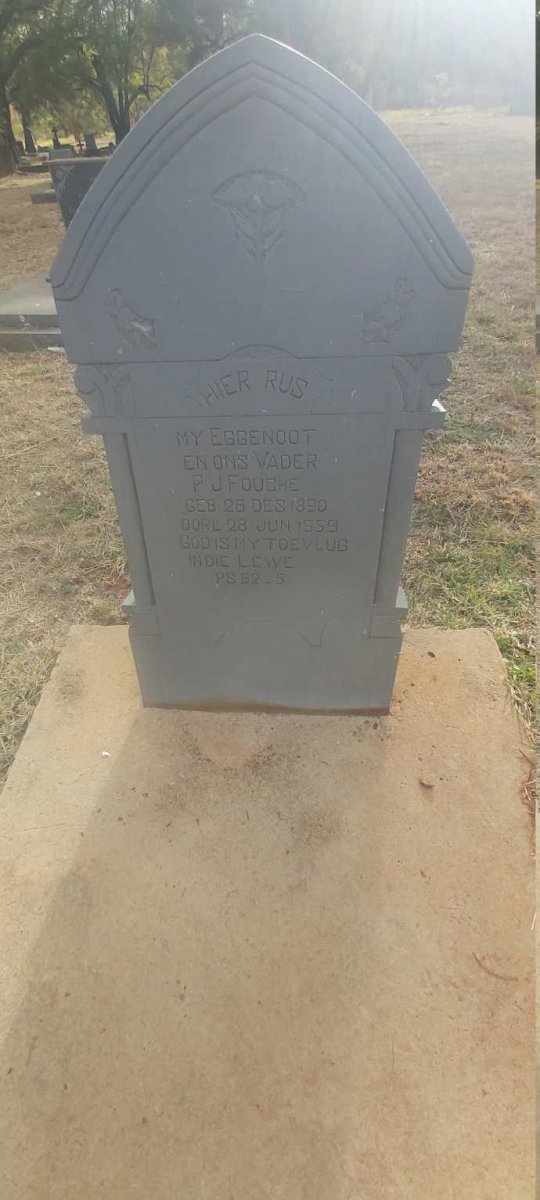 HIER RUS
MY EGGENOOT
EN ONS VADER
P J FOUCHE
GEB 26 DES 1890
OORL 28 JUN 1959
GOD IS MY TOEVLUG
IN DIE LEWE
PS 62 - 5